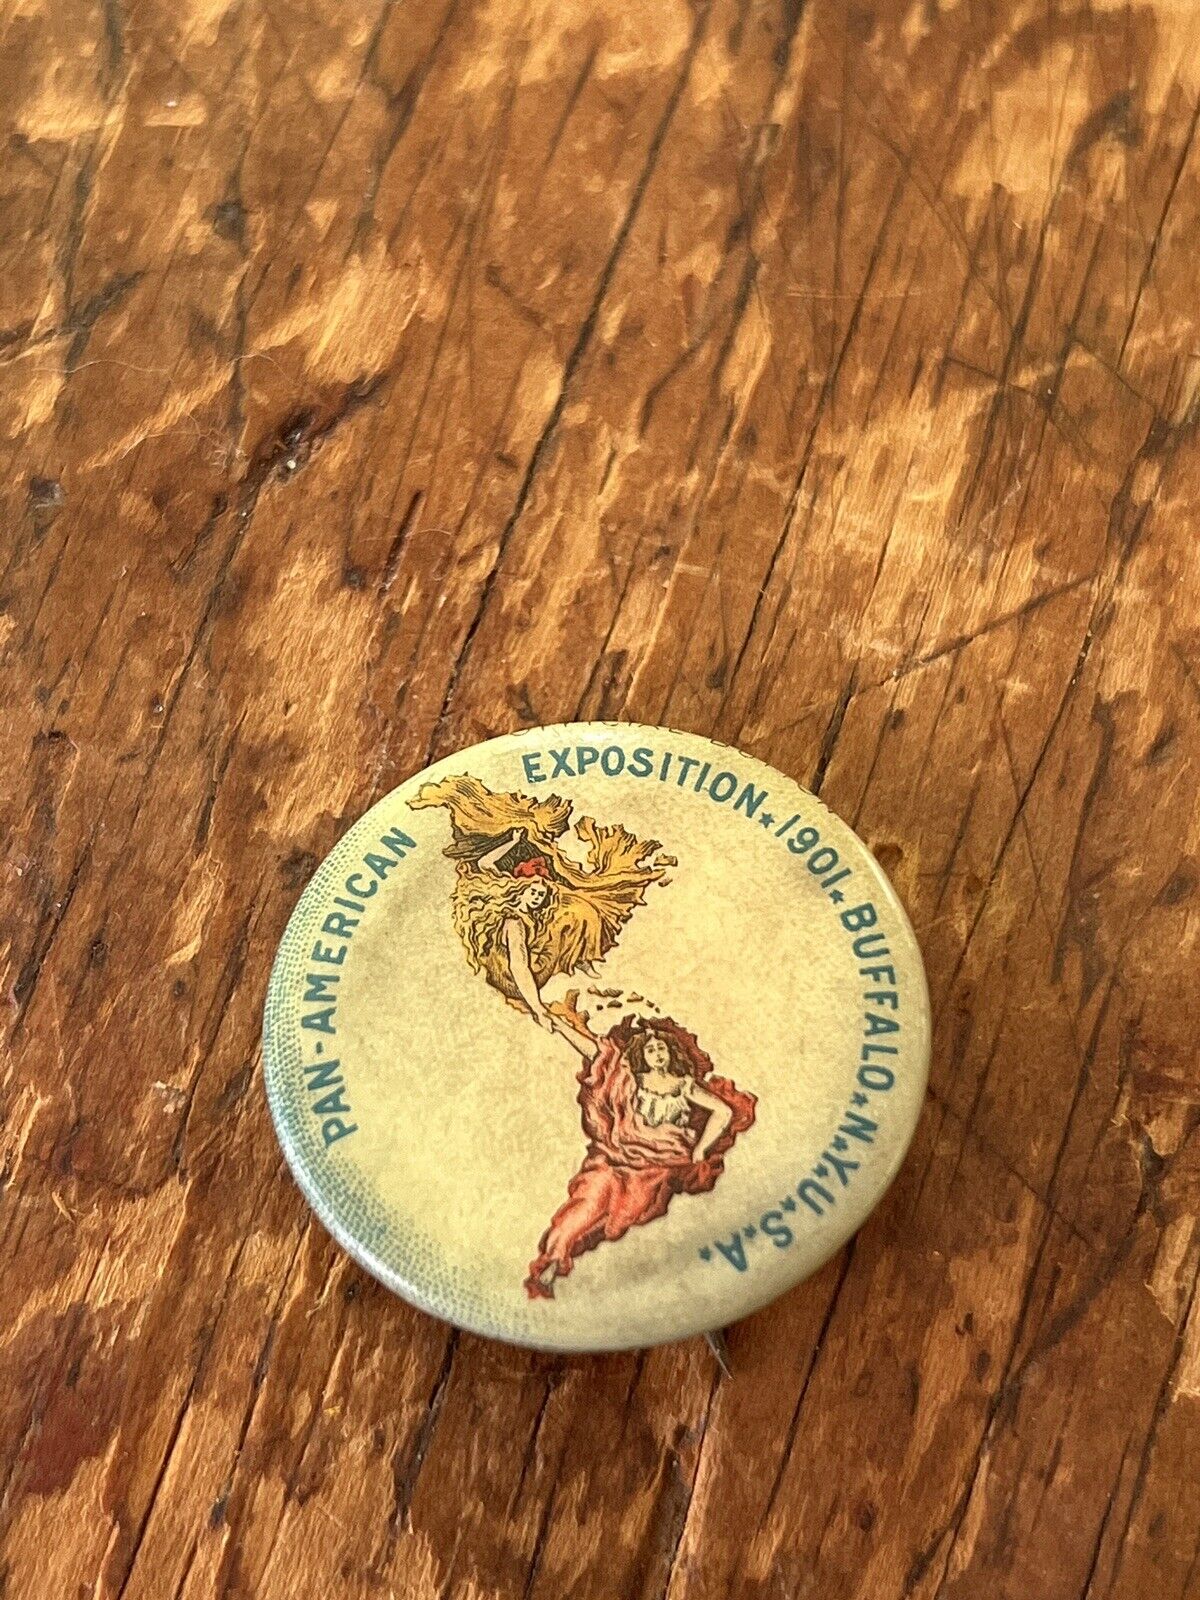 PAN-AMERICAN EXPOSITION★1901★BUFFALO★N★Y★U★S★A★